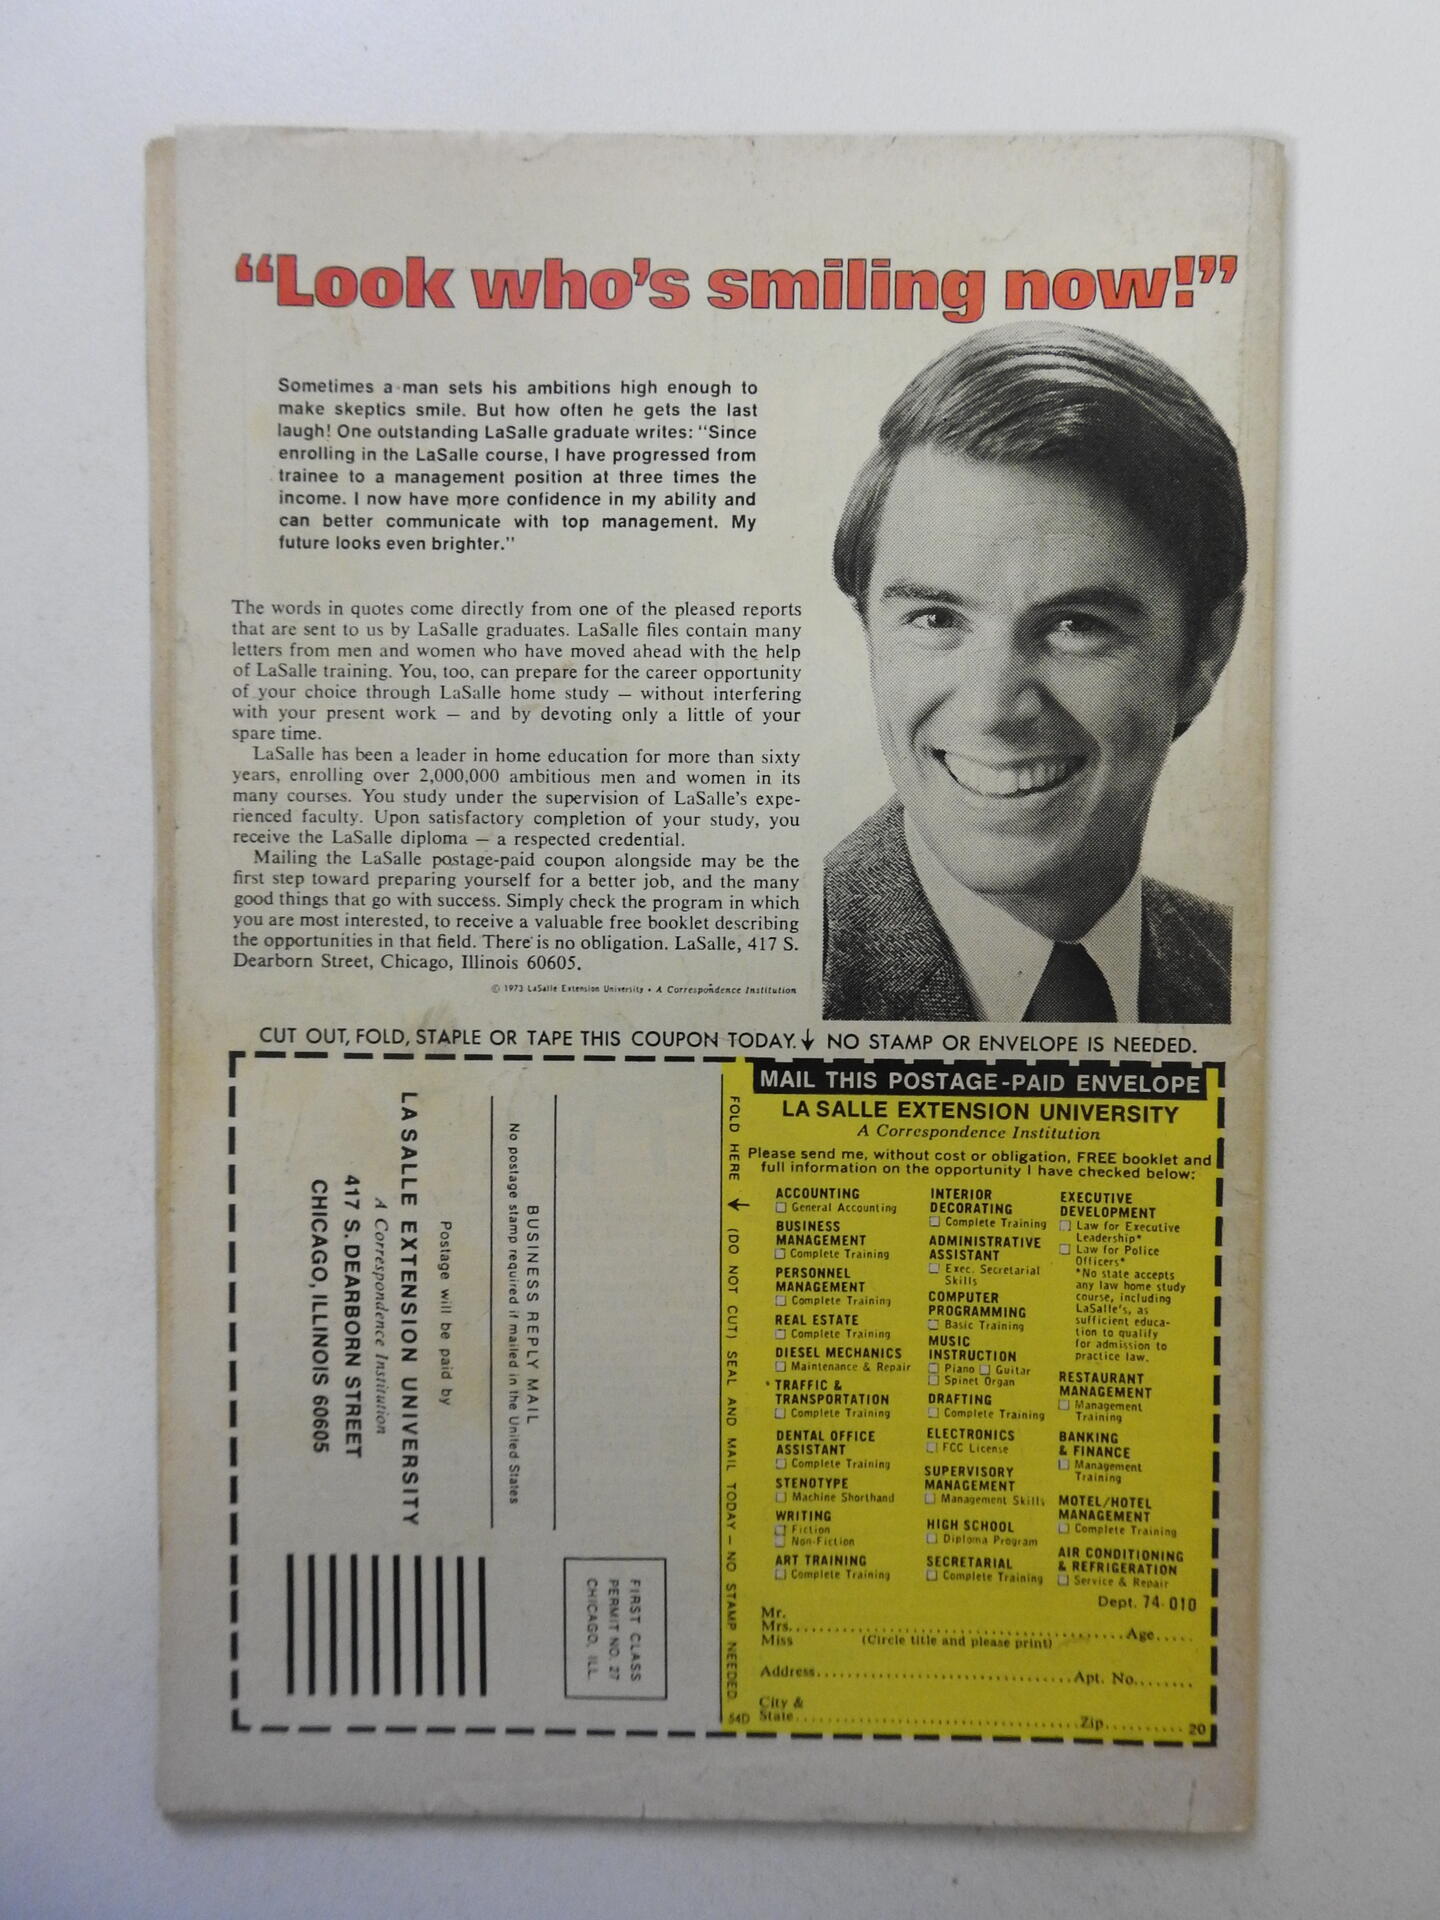 “Look who’s smiling now!”
Sometimes a man sets his ambitions high enough to
make skeptics smile. But how often he gets the last
laugh! One outstanding LaSalle graduate writes: “Since
enrolling in the LaSalle course, I have progressed from
trainee to a management position at three times the
income. I now have more confidence in my ability and
can better communicate with top management. My
future looks even brighter.”
The words in quotes come directly from one of the pleased reports
that are sent to us by LaSalle graduates. LaSalle files contain many
letters from men and women who have moved ahead with the help
of LaSalle training. You, too, can prepare for the career opportunity
of your choice through LaSalle home study — without interfering
with your present work — and by devoting only a little of your
spare time.
LaSalle has been a leader in home education for more than sixty
years, enrolling over 2,000,000 ambitious men and women in its
many courses. You study under the supervision of LaSalle's expe-
rienced faculty. Upon satisfactory completion of your study, you
receive the LaSalle diploma — a respected credential.
Mailing the LaSalle postage-paid coupon alongside may be the
first step toward preparing yourself for a better job, and the many
good things that go with success. Simply check the program in which
you are most interested, to receive a valuable free booklet describing
the opportunities in that field. There is no obligation. LaSalle, 417 S.
Dearborn Street, Chicago, Illinois 60605.
© 1973 LaSalle Extension University • A Correspondence Institution
CUT OUT, FOLD, STAPLE OR TAPE THIS COUPON TODAY. ↓ NO STAMP OR ENVELOPE IS NEEDED.
FIRST CLASS
PERMIT NO. 27
CHICAGO, ILL.
BUSINESS REPLY MAIL
No postage stamp required if mailed in the United States
Postage will be paid by
LA SALLE EXTENSION UNIVERSITY
A Correspondence Institution
417 S. DEARBORN STREET
CHICAGO, ILLINOIS 60605
FOLD HERE ← (DO NOT CUT) SEAL AND MAIL TODAY — NO STAMP NEEDED.
54D
MAIL THIS POSTAGE-PAID ENVELOPE
LA SALLE EXTENSION UNIVERSITY
A Correspondence Institution
Please send me, without cost or obligation, FREE booklet and
full information on the opportunity I have checked below:
ACCOUNTING
☐ General Accounting
BUSINESS
MANAGEMENT
☐ Complete Training
PERSONNEL
MANAGEMENT
☐ Complete Training
REAL ESTATE
☐ Complete Training
DIESEL MECHANICS
☐ Maintenance & Repair
TRAFFIC &
TRANSPORTATION
☐ Complete Training
DENTAL OFFICE
ASSISTANT
☐ Complete Training
STENOTYPE
☐ Machine Shorthand
WRITING
☐ Fiction
☐ Non-Fiction
ART TRAINING
☐ Complete Training
INTERIOR
DECORATING
☐ Complete Training
ADMINISTRATIVE
ASSISTANT
☐ Exec. Secretarial
Skills
COMPUTER
PROGRAMMING
☐ Basic Training
MUSIC
INSTRUCTION
☐ Piano ☐ Guitar
☐ Spinet Organ
DRAFTING
☐ Complete Training
ELECTRONICS
☐ FCC License
SUPERVISORY
MANAGEMENT
☐ Management Skills
HIGH SCHOOL
☐ Diploma Program
SECRETARIAL
☐ Complete Training
EXECUTIVE
DEVELOPMENT
☐ Law for Executive
Leadership*
☐ Law for Police
Officers*
*No state accepts
any law home study
course, including
LaSalle's, as
sufficient educa-
tion to qualify
for admission to
practice law.
RESTAURANT
MANAGEMENT
☐ Management
Training
BANKING
& FINANCE
☐ Management
Training
MOTEL/HOTEL
MANAGEMENT
☐ Complete Training
AIR CONDITIONING
& REFRIGERATION
☐ Service & Repair
Dept. 74-010
Mr.
Mrs. Age
Miss (Circle title and please print)
Address Apt. No.
City &
State Zip 20